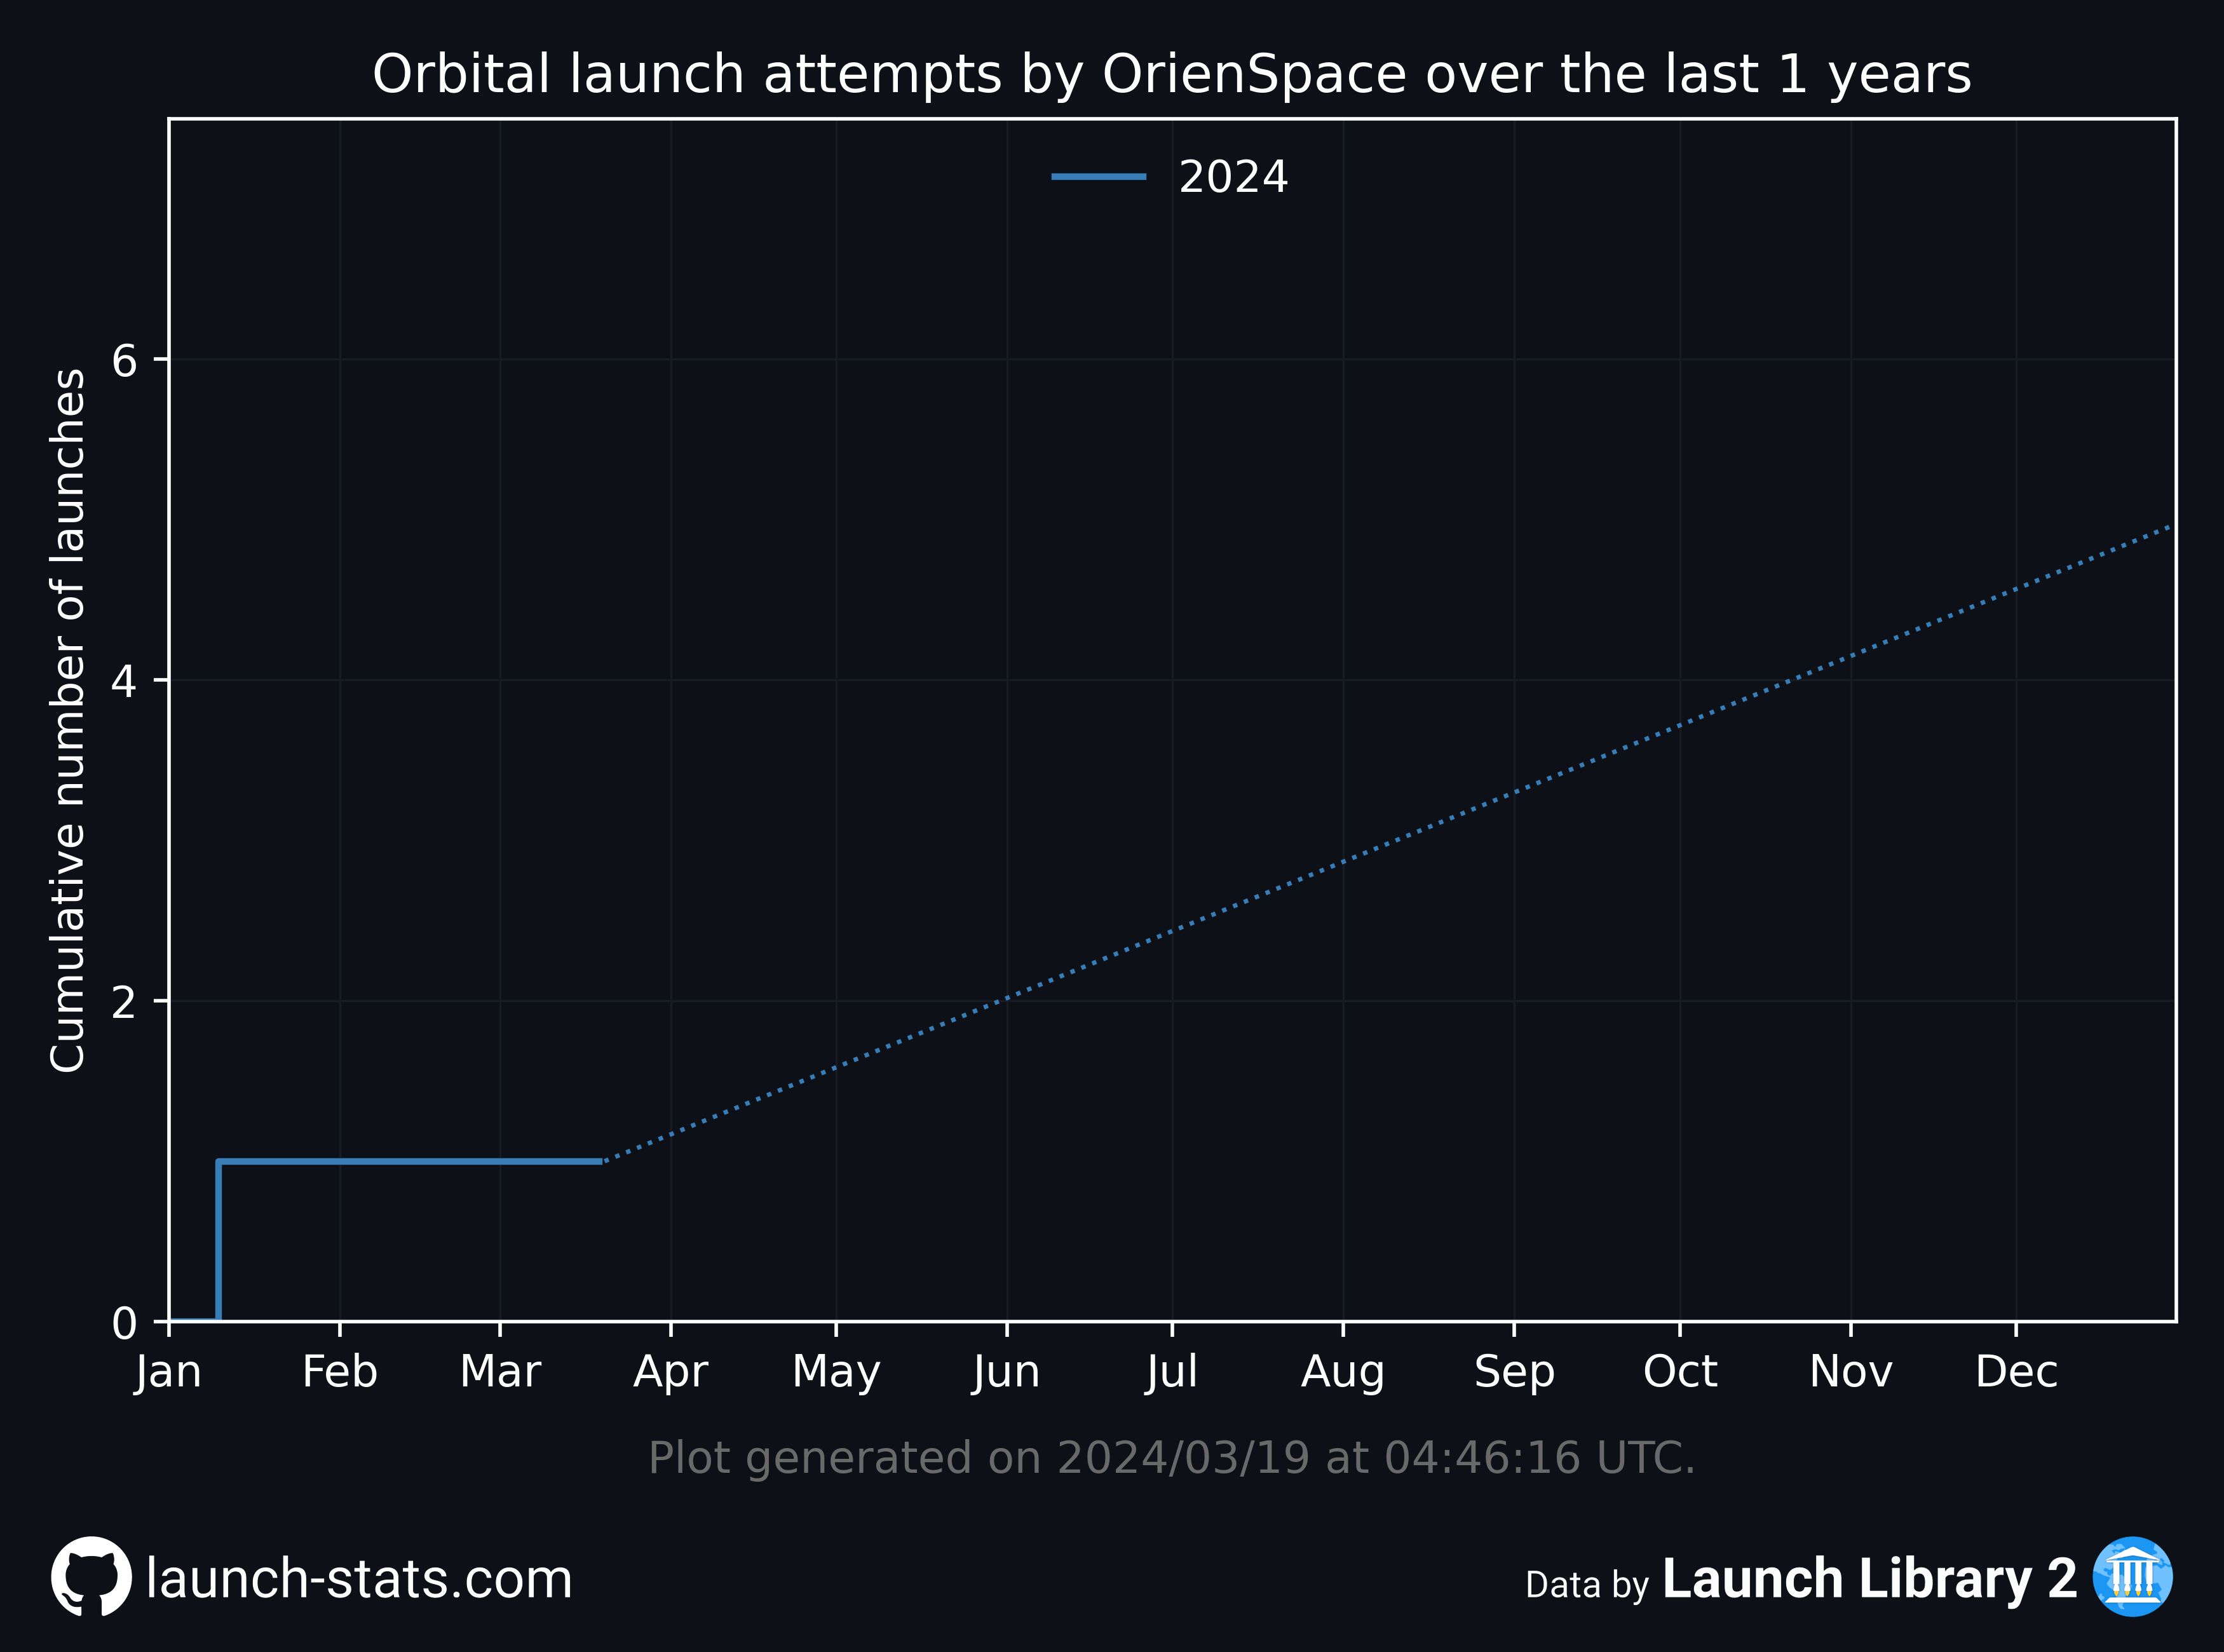 Orbital launch attempts by OrienSpace over the last 1 years
2024
Cumulative number of launches
6
4
2
0
Jan Feb Mar Apr May Jun Jul Aug Sep Oct Nov Dec
Plot generated on 2024/03/19 at 04:46:16 UTC.
launch-stats.com
Data by Launch Library 2